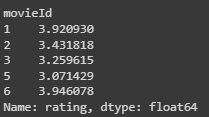 movieId
1    3.920930
2    3.431818
3    3.259615
5    3.071429
6    3.946078
Name: rating, dtype: float64